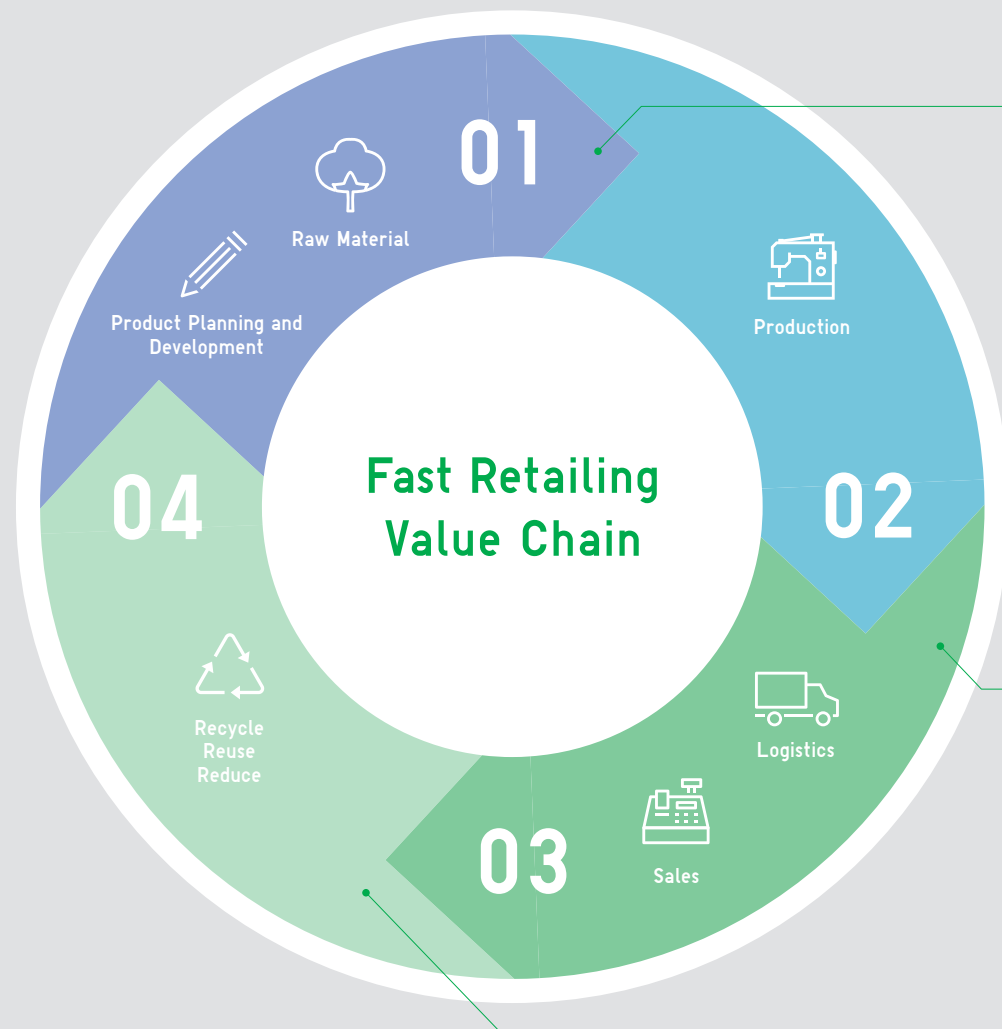 01
Raw Material
Product Planning and
Development
Production
Fast Retailing
Value Chain
04
02
Recycle
Reuse
Reduce
Logistics
03
Sales